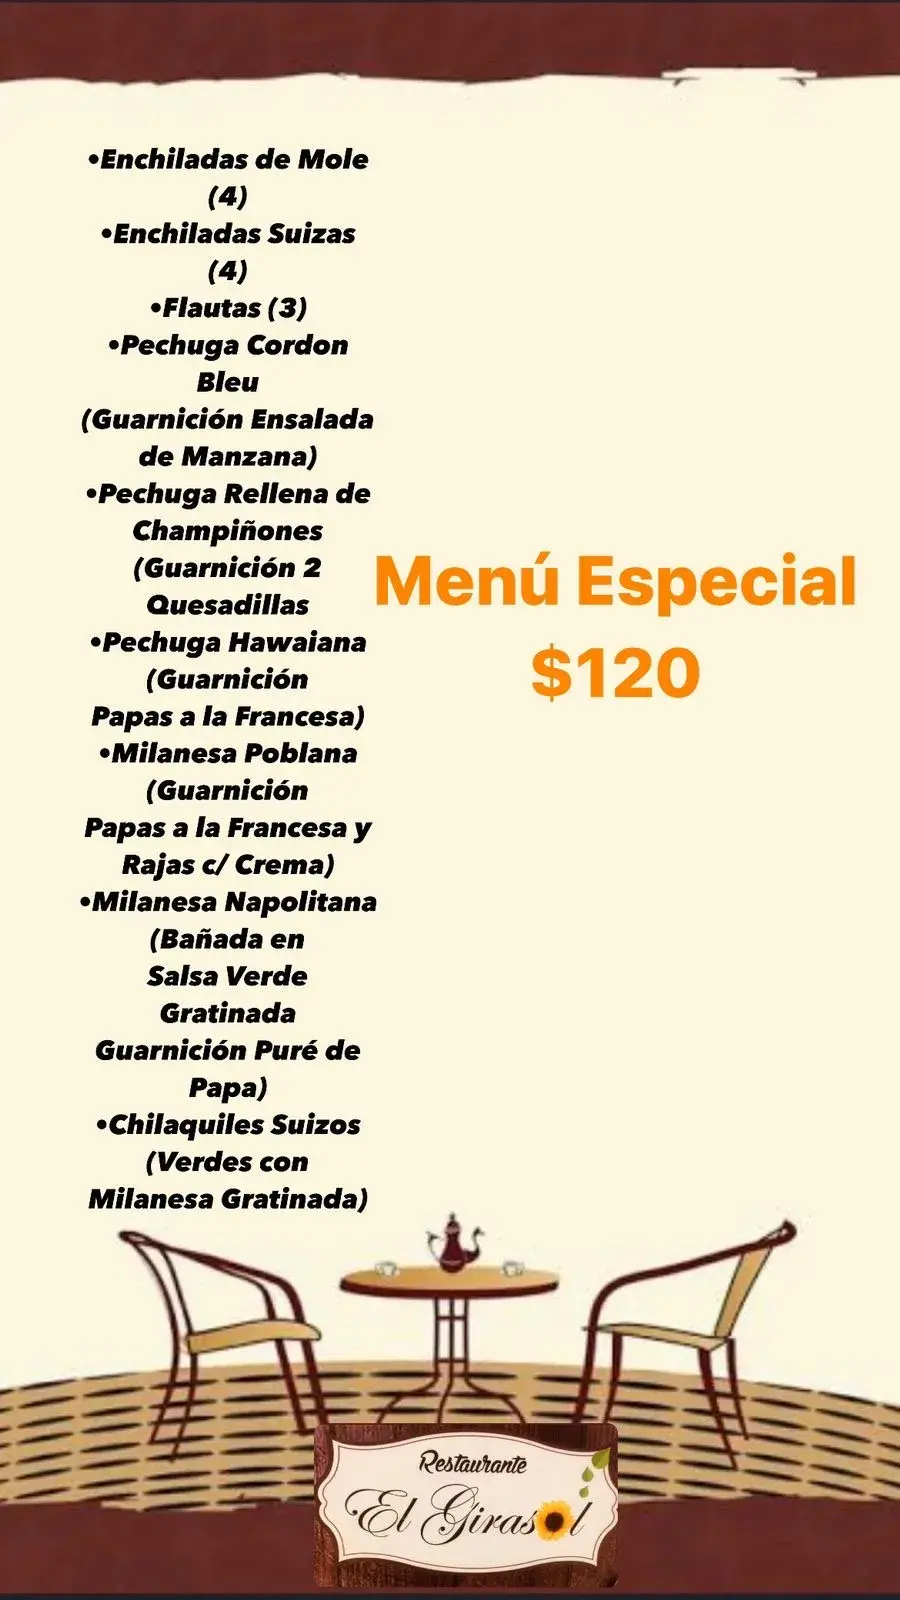 •Enchiladas de Mole
(4)
•Enchiladas Suizas
(4)
•Flautas (3)
•Pechuga Cordon
Bleu
(Guarnición Ensalada
de Manzana)
•Pechuga Rellena de
Champiñones
(Guarnición 2
Quesadillas
•Pechuga Hawaiana
(Guarnición
Papas a la Francesa)
•Milanesa Poblana
(Guarnición
Papas a la Francesa y
Rajas c/ Crema)
•Milanesa Napolitana
(Bañada en
Salsa Verde
Gratinada
Guarnición Puré de
Papa)
•Chilaquiles Suizos
(Verdes con
Milanesa Gratinada)
Menú Especial
$120
Restaurante
El Girasol